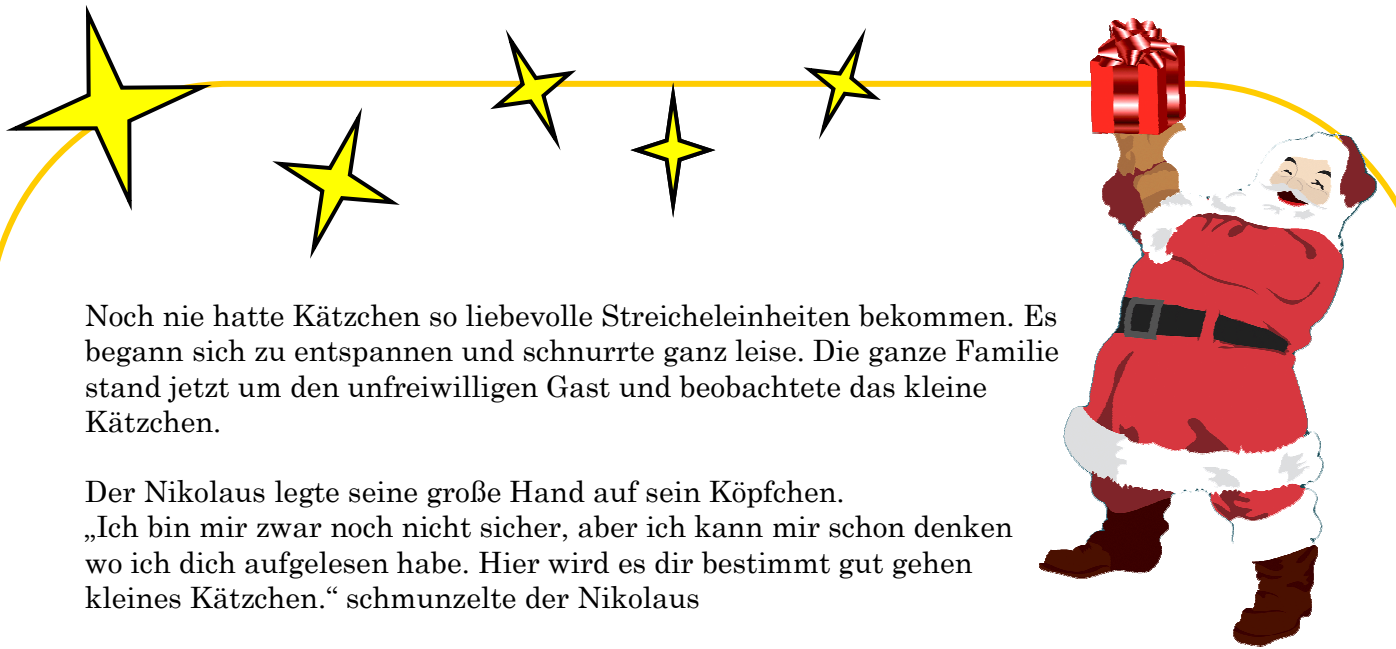 Noch nie hatte Kätzchen so liebevolle Streicheleinheiten bekommen. Es
begann sich zu entspannen und schnurrte ganz leise. Die ganze Familie
stand jetzt um den unfreiwilligen Gast und beobachtete das kleine
Kätzchen.
Der Nikolaus legte seine große Hand auf sein Köpfchen.
„Ich bin mir zwar noch nicht sicher, aber ich kann mir schon denken
wo ich dich aufgelesen habe. Hier wird es dir bestimmt gut gehen
kleines Kätzchen.“ schmunzelte der Nikolaus